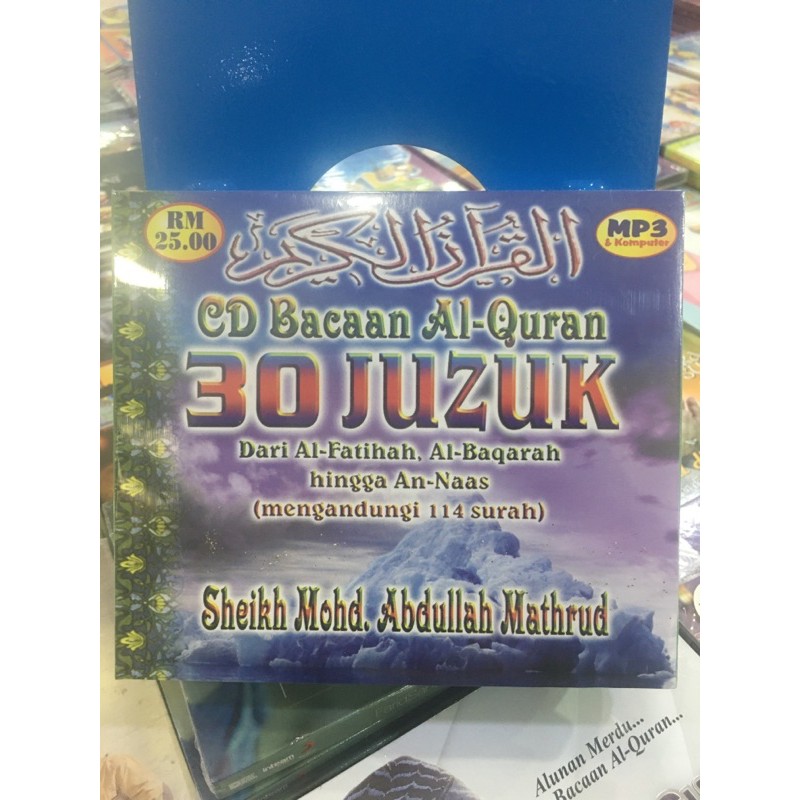 RM
25.00
القرآن الكريم
MP3
& Komputer
CD Bacaan Al-Quran
30 JUZUK
Dari Al-Fatihah, Al-Baqarah
hingga An-Naas
(mengandungi 114 surah)
Sheikh Mohd. Abdullah Mathrud
Alunan Merdu...
Bacaan Al-Quran...